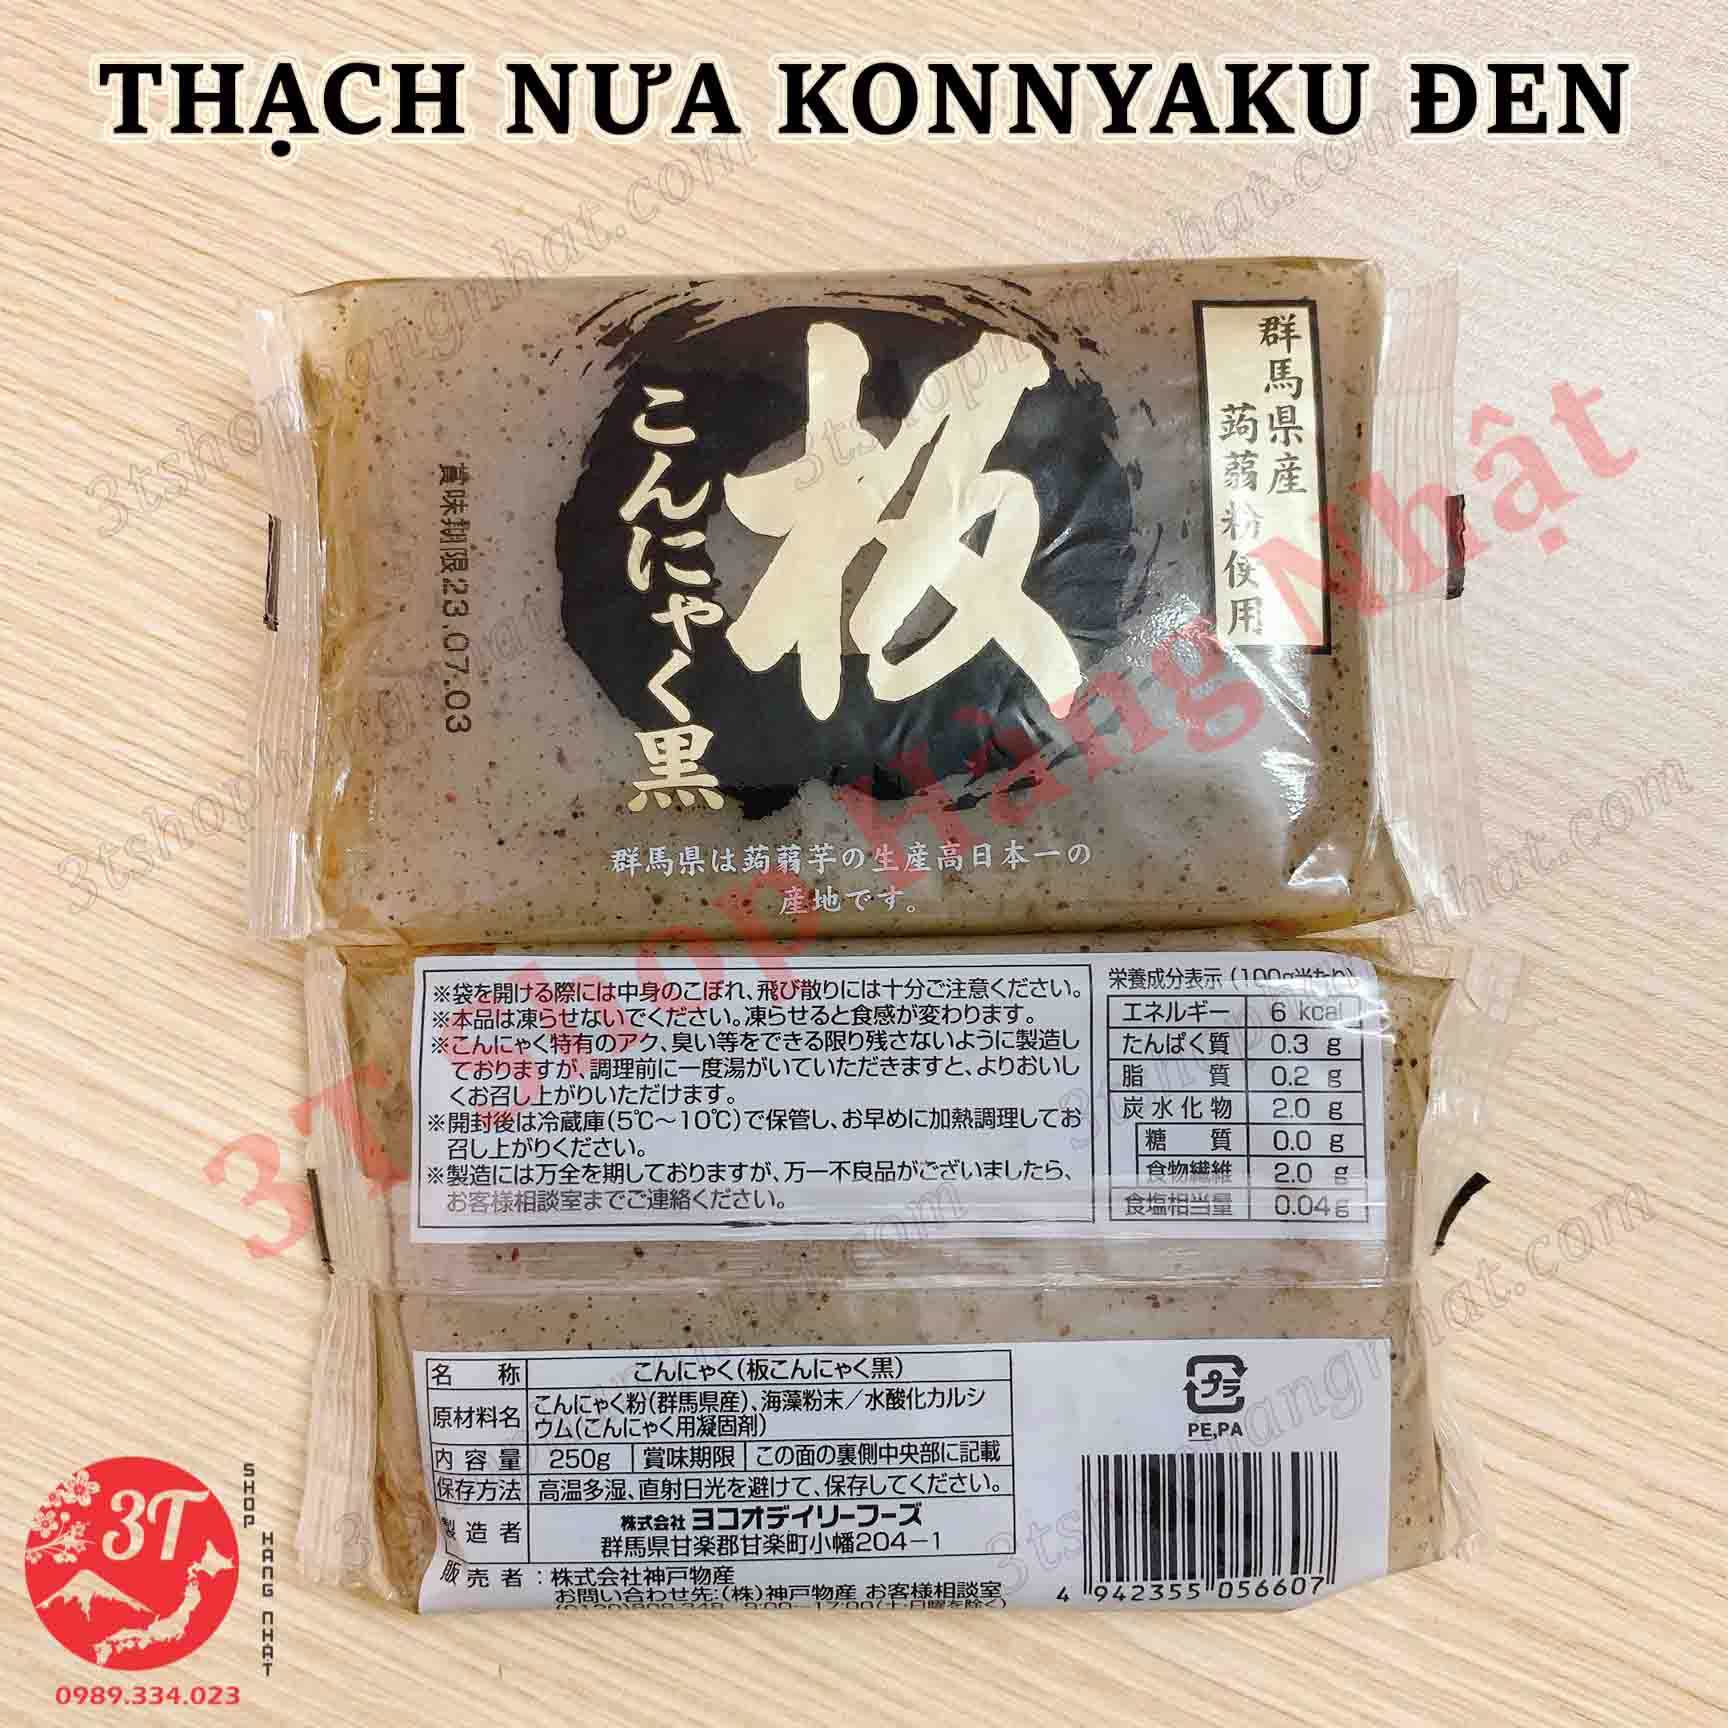 THẠCH NƯA KONNYAKU ĐEN
群馬県産
蒟蒻粉使用
板
こんにゃく黒
賞味期限23.07.03
群馬県は蒟蒻芋の生産高日本一の
産地です。
3T Shop Hàng Nhật
※袋を開ける際には中身のこぼれ、飛び散りには十分ご注意ください。
※本品は凍らせないでください。凍らせると食感が変わります。
※こんにゃく特有のアク、臭い等をできる限り残さないように製造し
ておりますが、調理前に一度湯がいていただきますと、よりおいし
くお召し上がりいただけます。
※開封後は冷蔵庫(5℃～10℃)で保管し、お早めに加熱調理してお
召し上がりください。
※製造には万全を期しておりますが、万一不良品がございましたら、
お客様相談室までご連絡ください。
栄養成分表示(100g当たり)
エネルギー 6 kcal
たんぱく質 0.3 g
脂質 0.2 g
炭水化物 2.0 g
糖質 0.0 g
食物繊維 2.0 g
食塩相当量 0.04g
名称 こんにゃく(板こんにゃく黒)
原材料名 こんにゃく粉(群馬県産)、海藻粉末／水酸化カルシ
ウム(こんにゃく用凝固剤)
内容量 250g 賞味期限 この面の裏側中央部に記載
保存方法 高温多湿、直射日光を避けて、保存してください。
製造者 株式会社 ヨコオデイリーフーズ
群馬県甘楽郡甘楽町小幡204-1
販売者：株式会社神戸物産
お問い合わせ先:(株)神戸物産 お客様相談室
プラ
PE,PA
4 942355 056607
3T
SHOP HÀNG NHẬT
0989.334.023
3tshophangnhat.com